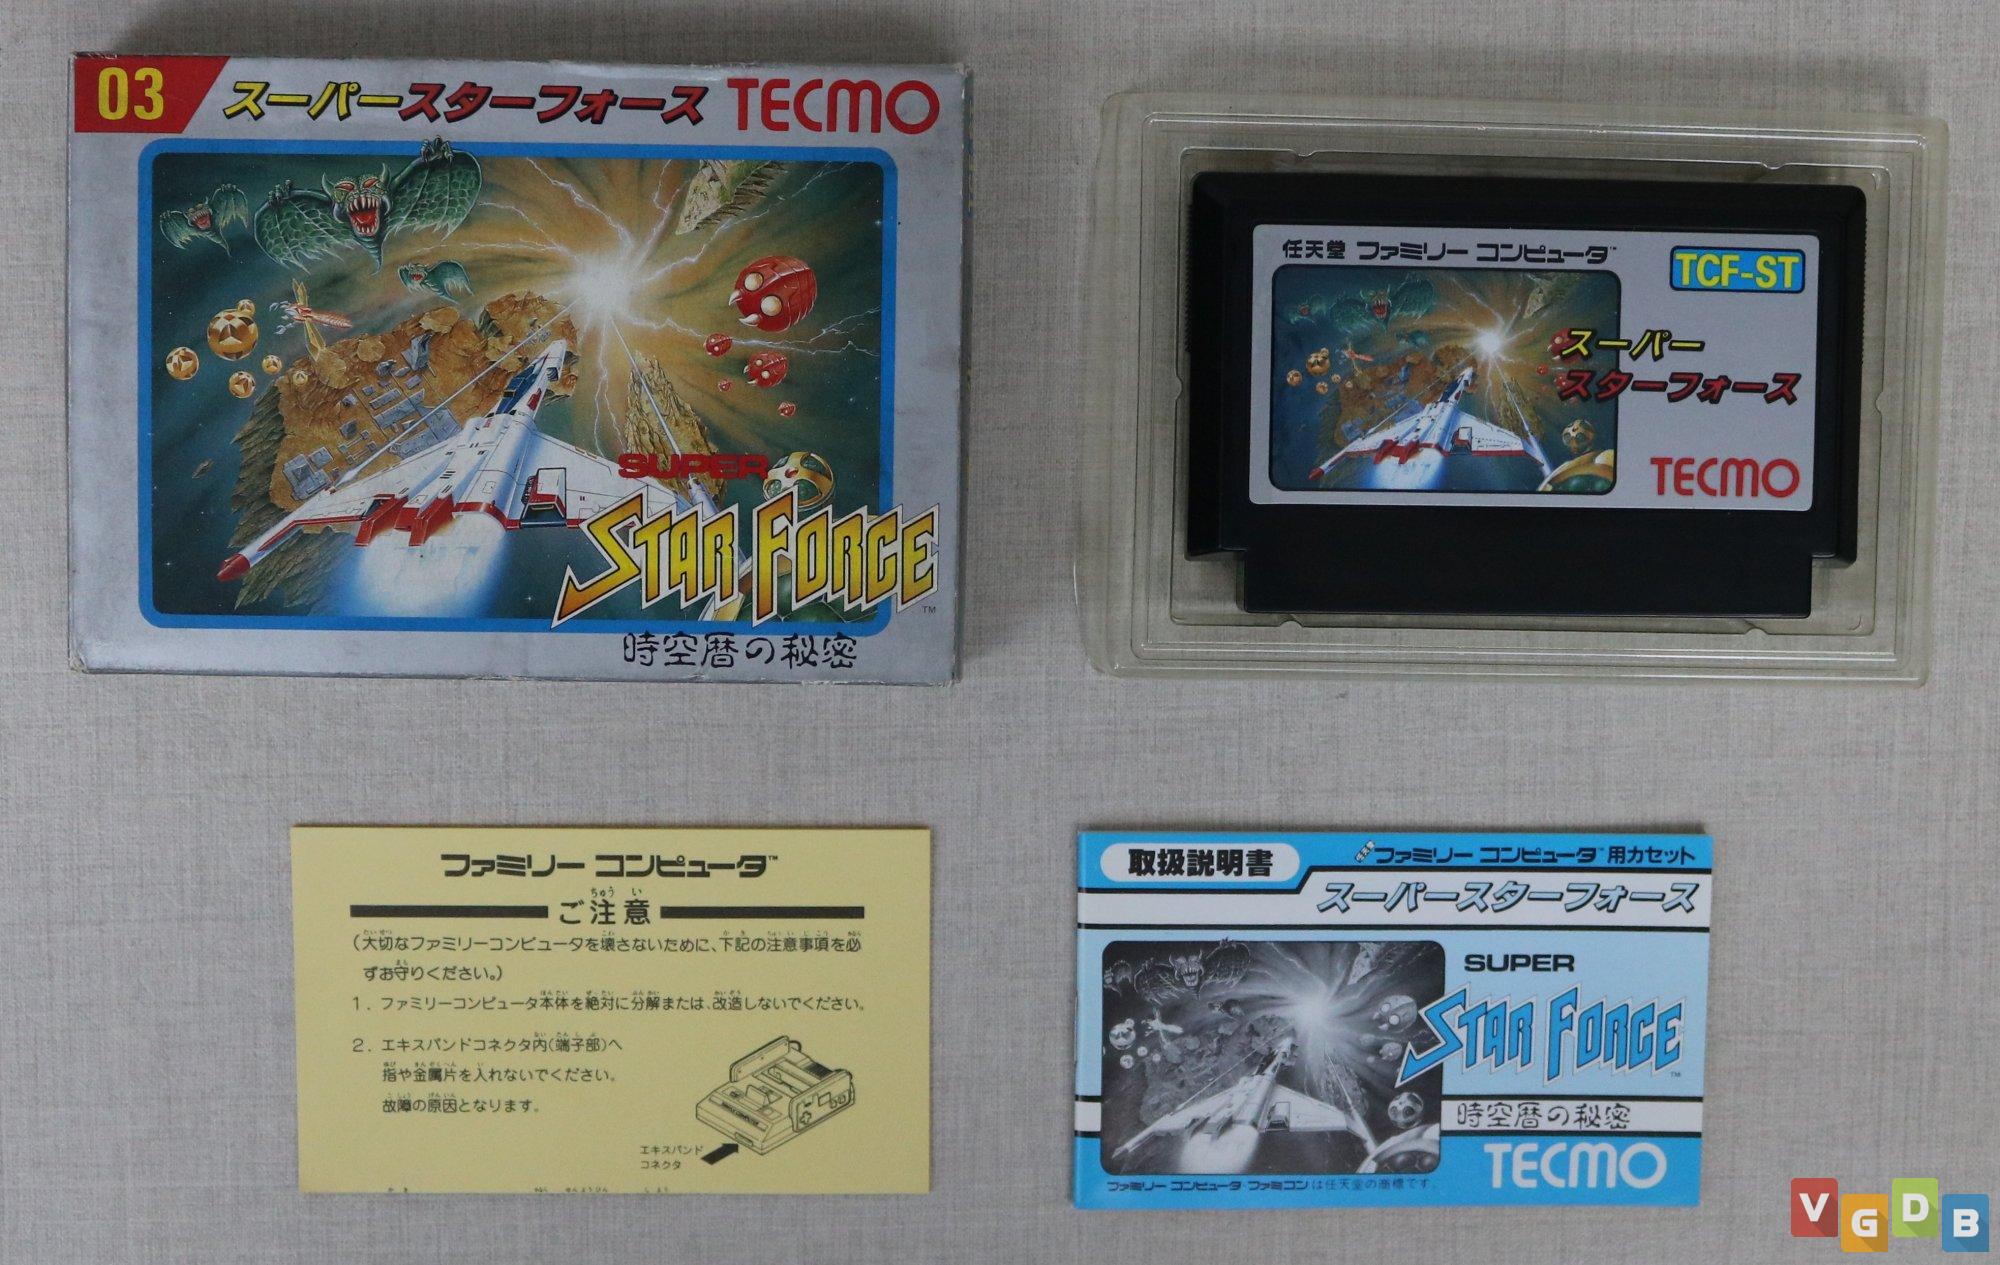 03 スーパースターフォース TECMO
SUPER
STAR FORCE
TM
時空暦の秘密
任天堂 ファミリー コンピュータ™
TCF-ST
スーパー
スターフォース
TECMO
ファミリー コンピュータ™
ちゅう い
ご注意
(大切なファミリーコンピュータを壊さないために、下記の注意事項を必
ずお守りください。)
1. ファミリーコンピュータ本体を絶対に分解または、改造しないでください。
2. エキスパンドコネクタ内(端子部)へ
指や金属片を入れないでください。
故障の原因となります。
エキスパンド
コネクタ
取扱説明書
任天堂 ファミリー コンピュータ™ 用カセット
スーパースターフォース
SUPER
STAR FORCE
TM
時空暦の秘密
TECMO
ファミリー コンピュータ・ファミコンは任天堂の商標です。
VGDB